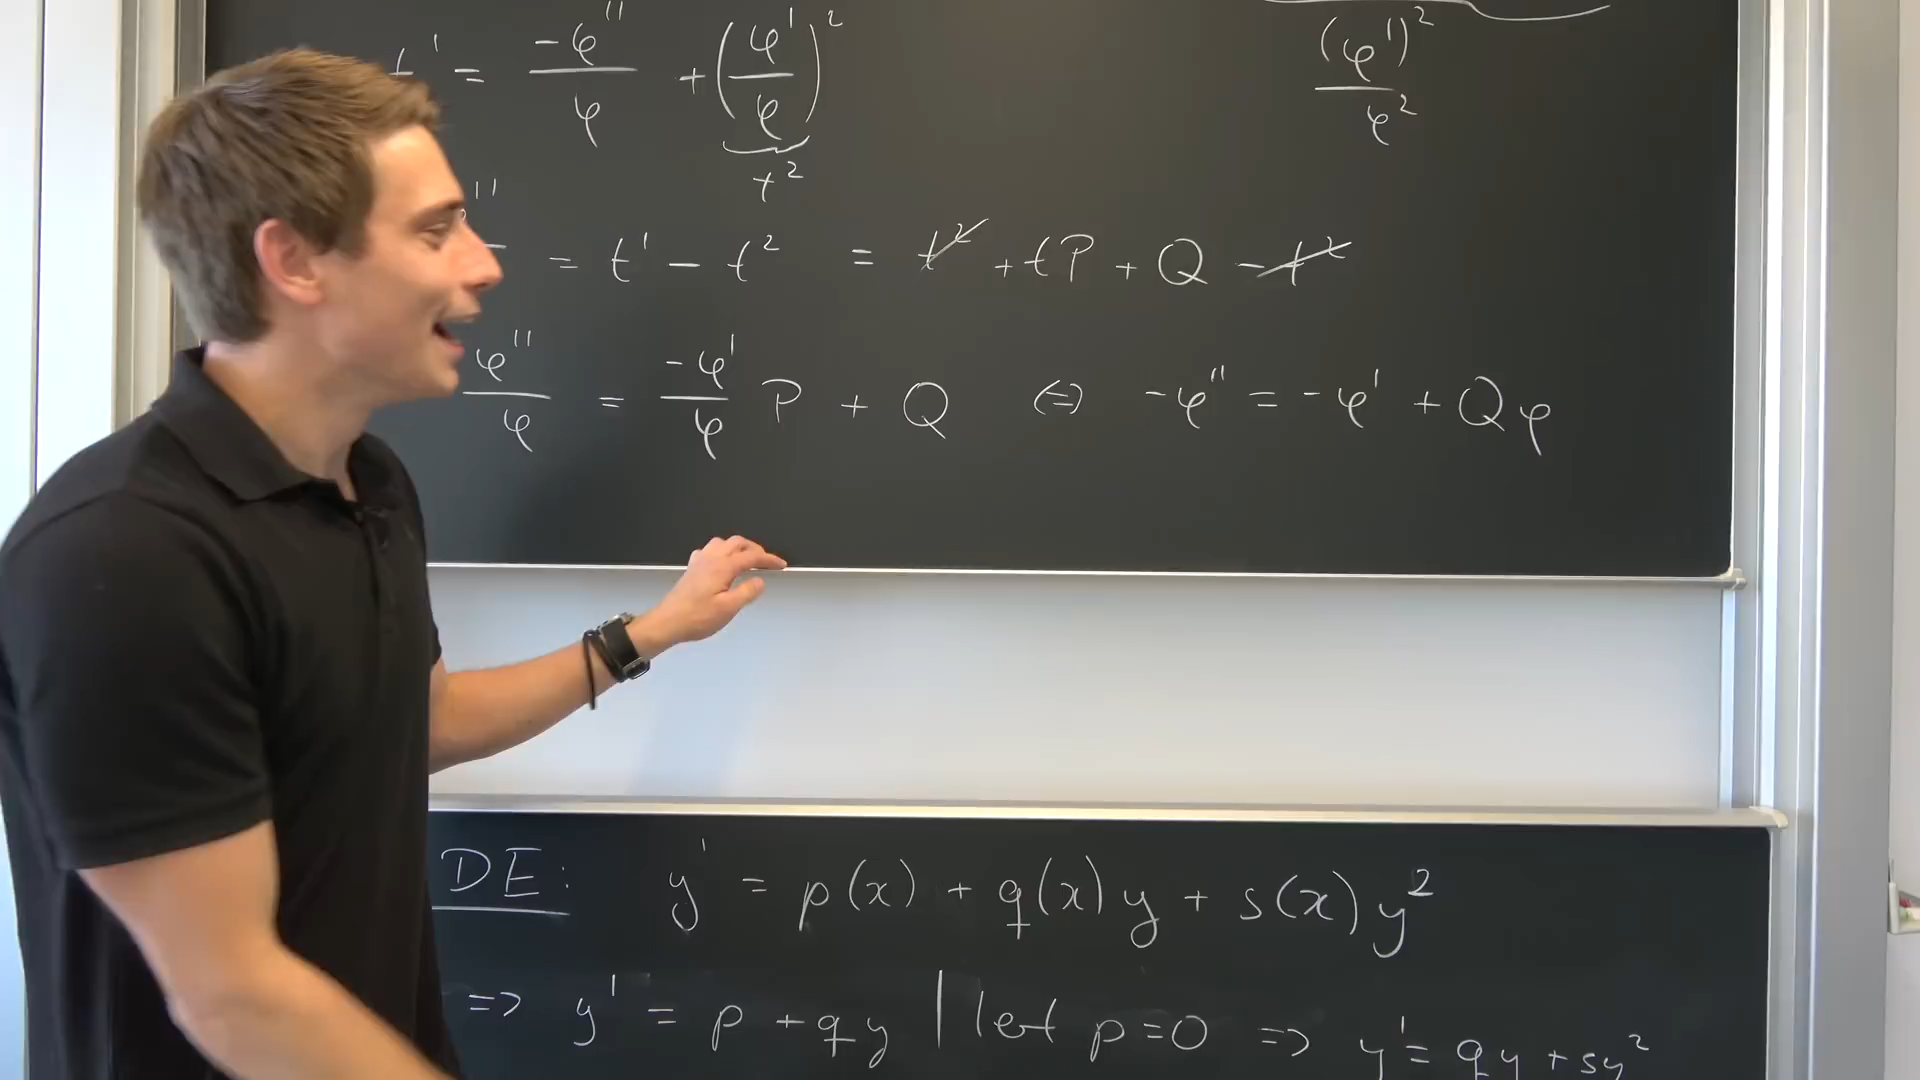 t' = -φ''/φ + (φ'/φ)²
t²
(φ')²/φ²
'' = t' - t² = t² + tP + Q - t²
φ''/φ = -φ'/φ P + Q ⇔ -φ'' = -φ' + Qφ
DE: y' = p(x) + q(x)y + s(x)y²
=> y' = p + qy | let p=0 => y' = qy + sy²